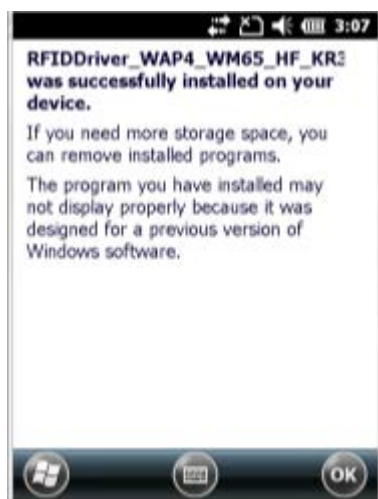 3:07
RFIDDriver_WAP4_WM65_HF_KR3
was successfully installed on your
device.
If you need more storage space, you
can remove installed programs.
The program you have installed may
not display properly because it was
designed for a previous version of
Windows software.
OK